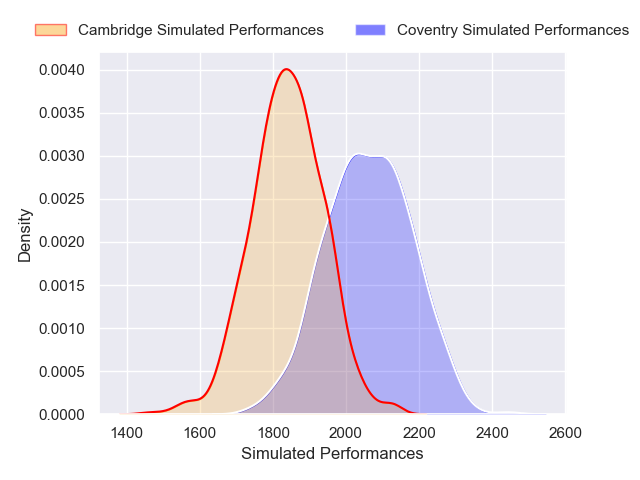 Cambridge Simulated Performances
Coventry Simulated Performances
0.0040
0.0035
0.0030
0.0025
0.0020
0.0015
0.0010
0.0005
0.0000
Density
1400 1600 1800 2000 2200 2400 2600
Simulated Performances